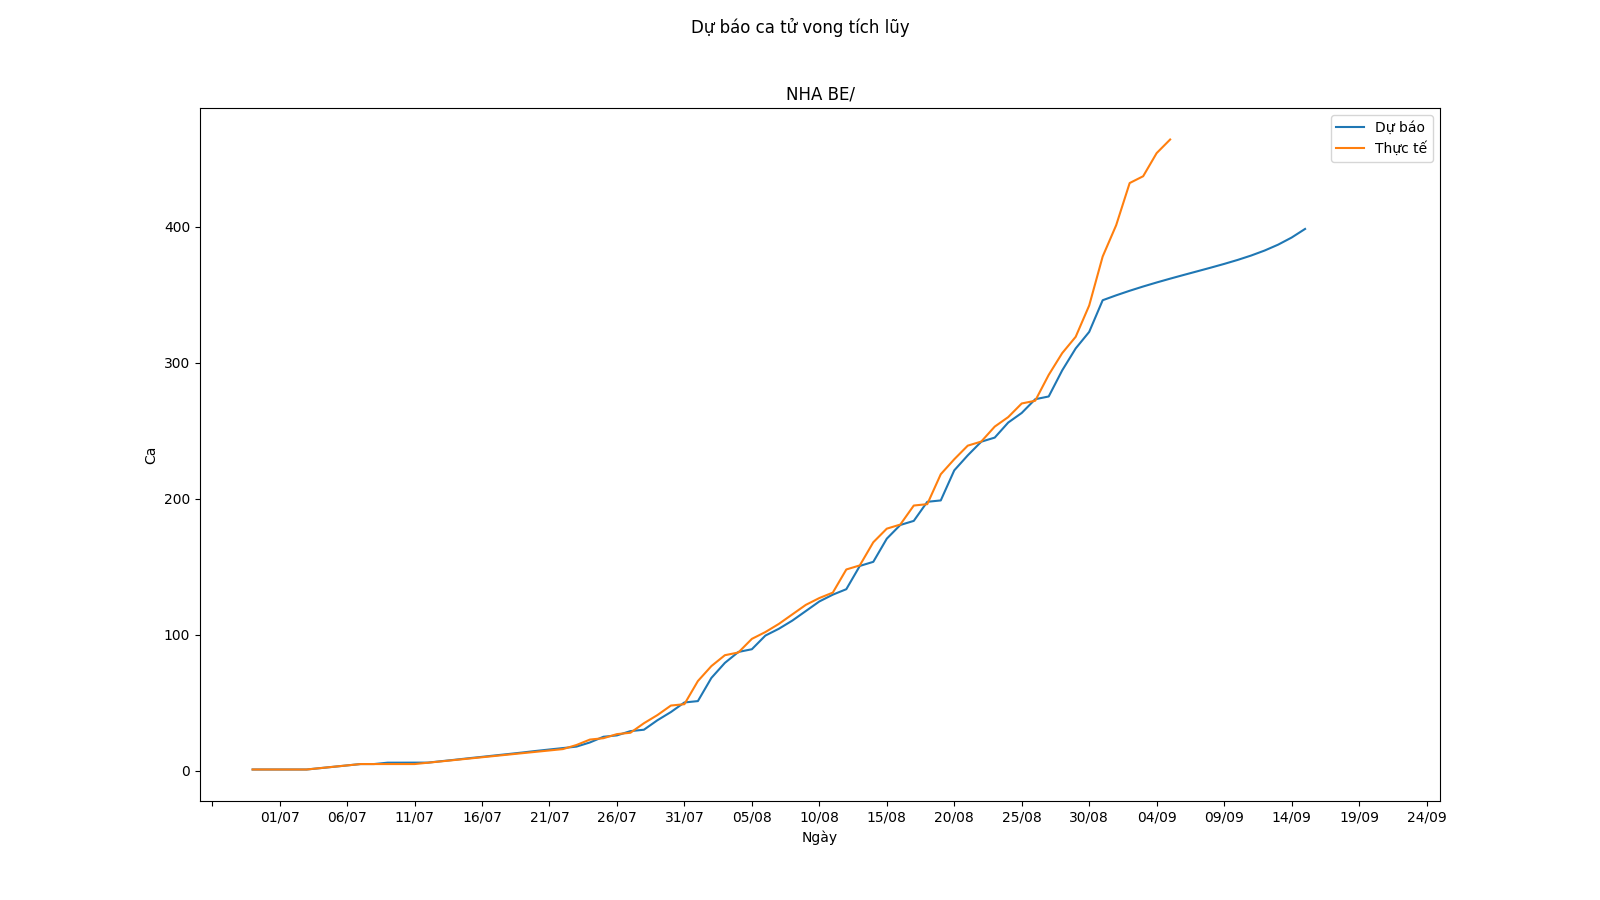 Dự báo ca tử vong tích lũy
NHA BE/
Dự báo
Thực tế
400
300
200
100
0
Ca
01/07 06/07 11/07 16/07 21/07 26/07 31/07 05/08 10/08 15/08 20/08 25/08 30/08 04/09 09/09 14/09 19/09 24/09
Ngày